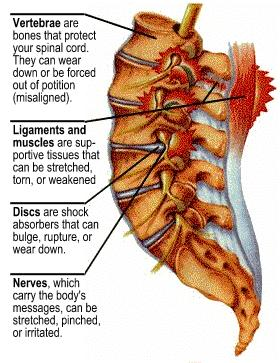 Vertebrae are
bones that protect
your spinal cord.
They can wear
down or be forced
out of potition
(misaligned).
Ligaments and
muscles are sup-
portive tissues that
can be stretched,
torn, or weakened
Discs are shock
absorbers that can
bulge, rupture, or
wear down.
Nerves, which
carry the body's
messages, can be
stretched, pinched,
or irritated.